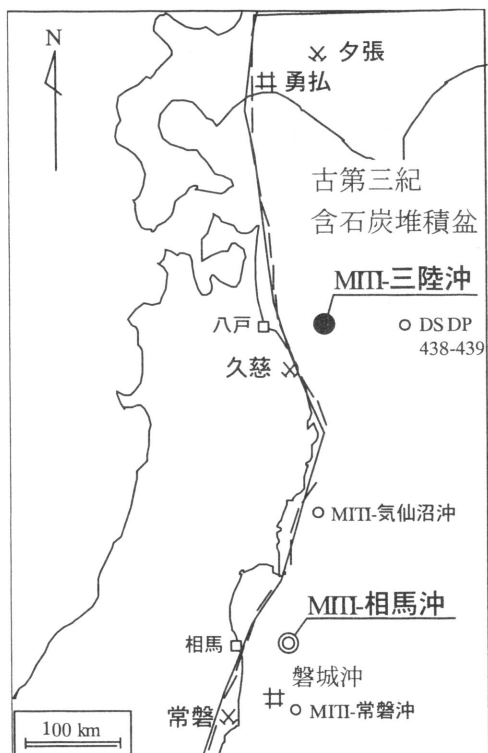 N
夕張
勇払
古第三紀
含石炭堆積盆
MITI-三陸沖
八戸
DSDP
438-439
久慈
MITI-気仙沼沖
MITI-相馬沖
相馬
磐城沖
常磐
MITI-常磐沖
100 km